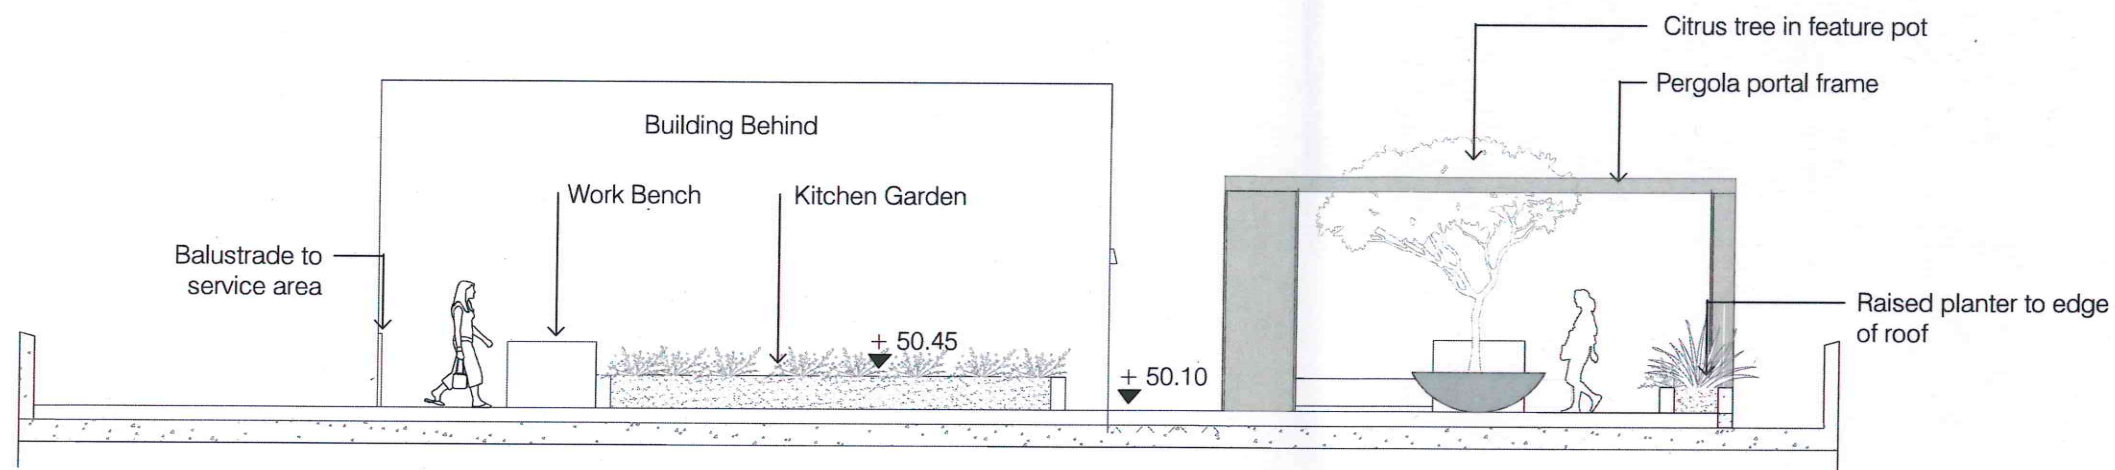 Citrus tree in feature pot
Pergola portal frame
Building Behind
Work Bench
Kitchen Garden
Balustrade to
service area
Raised planter to edge
of roof
+ 50.45
+ 50.10